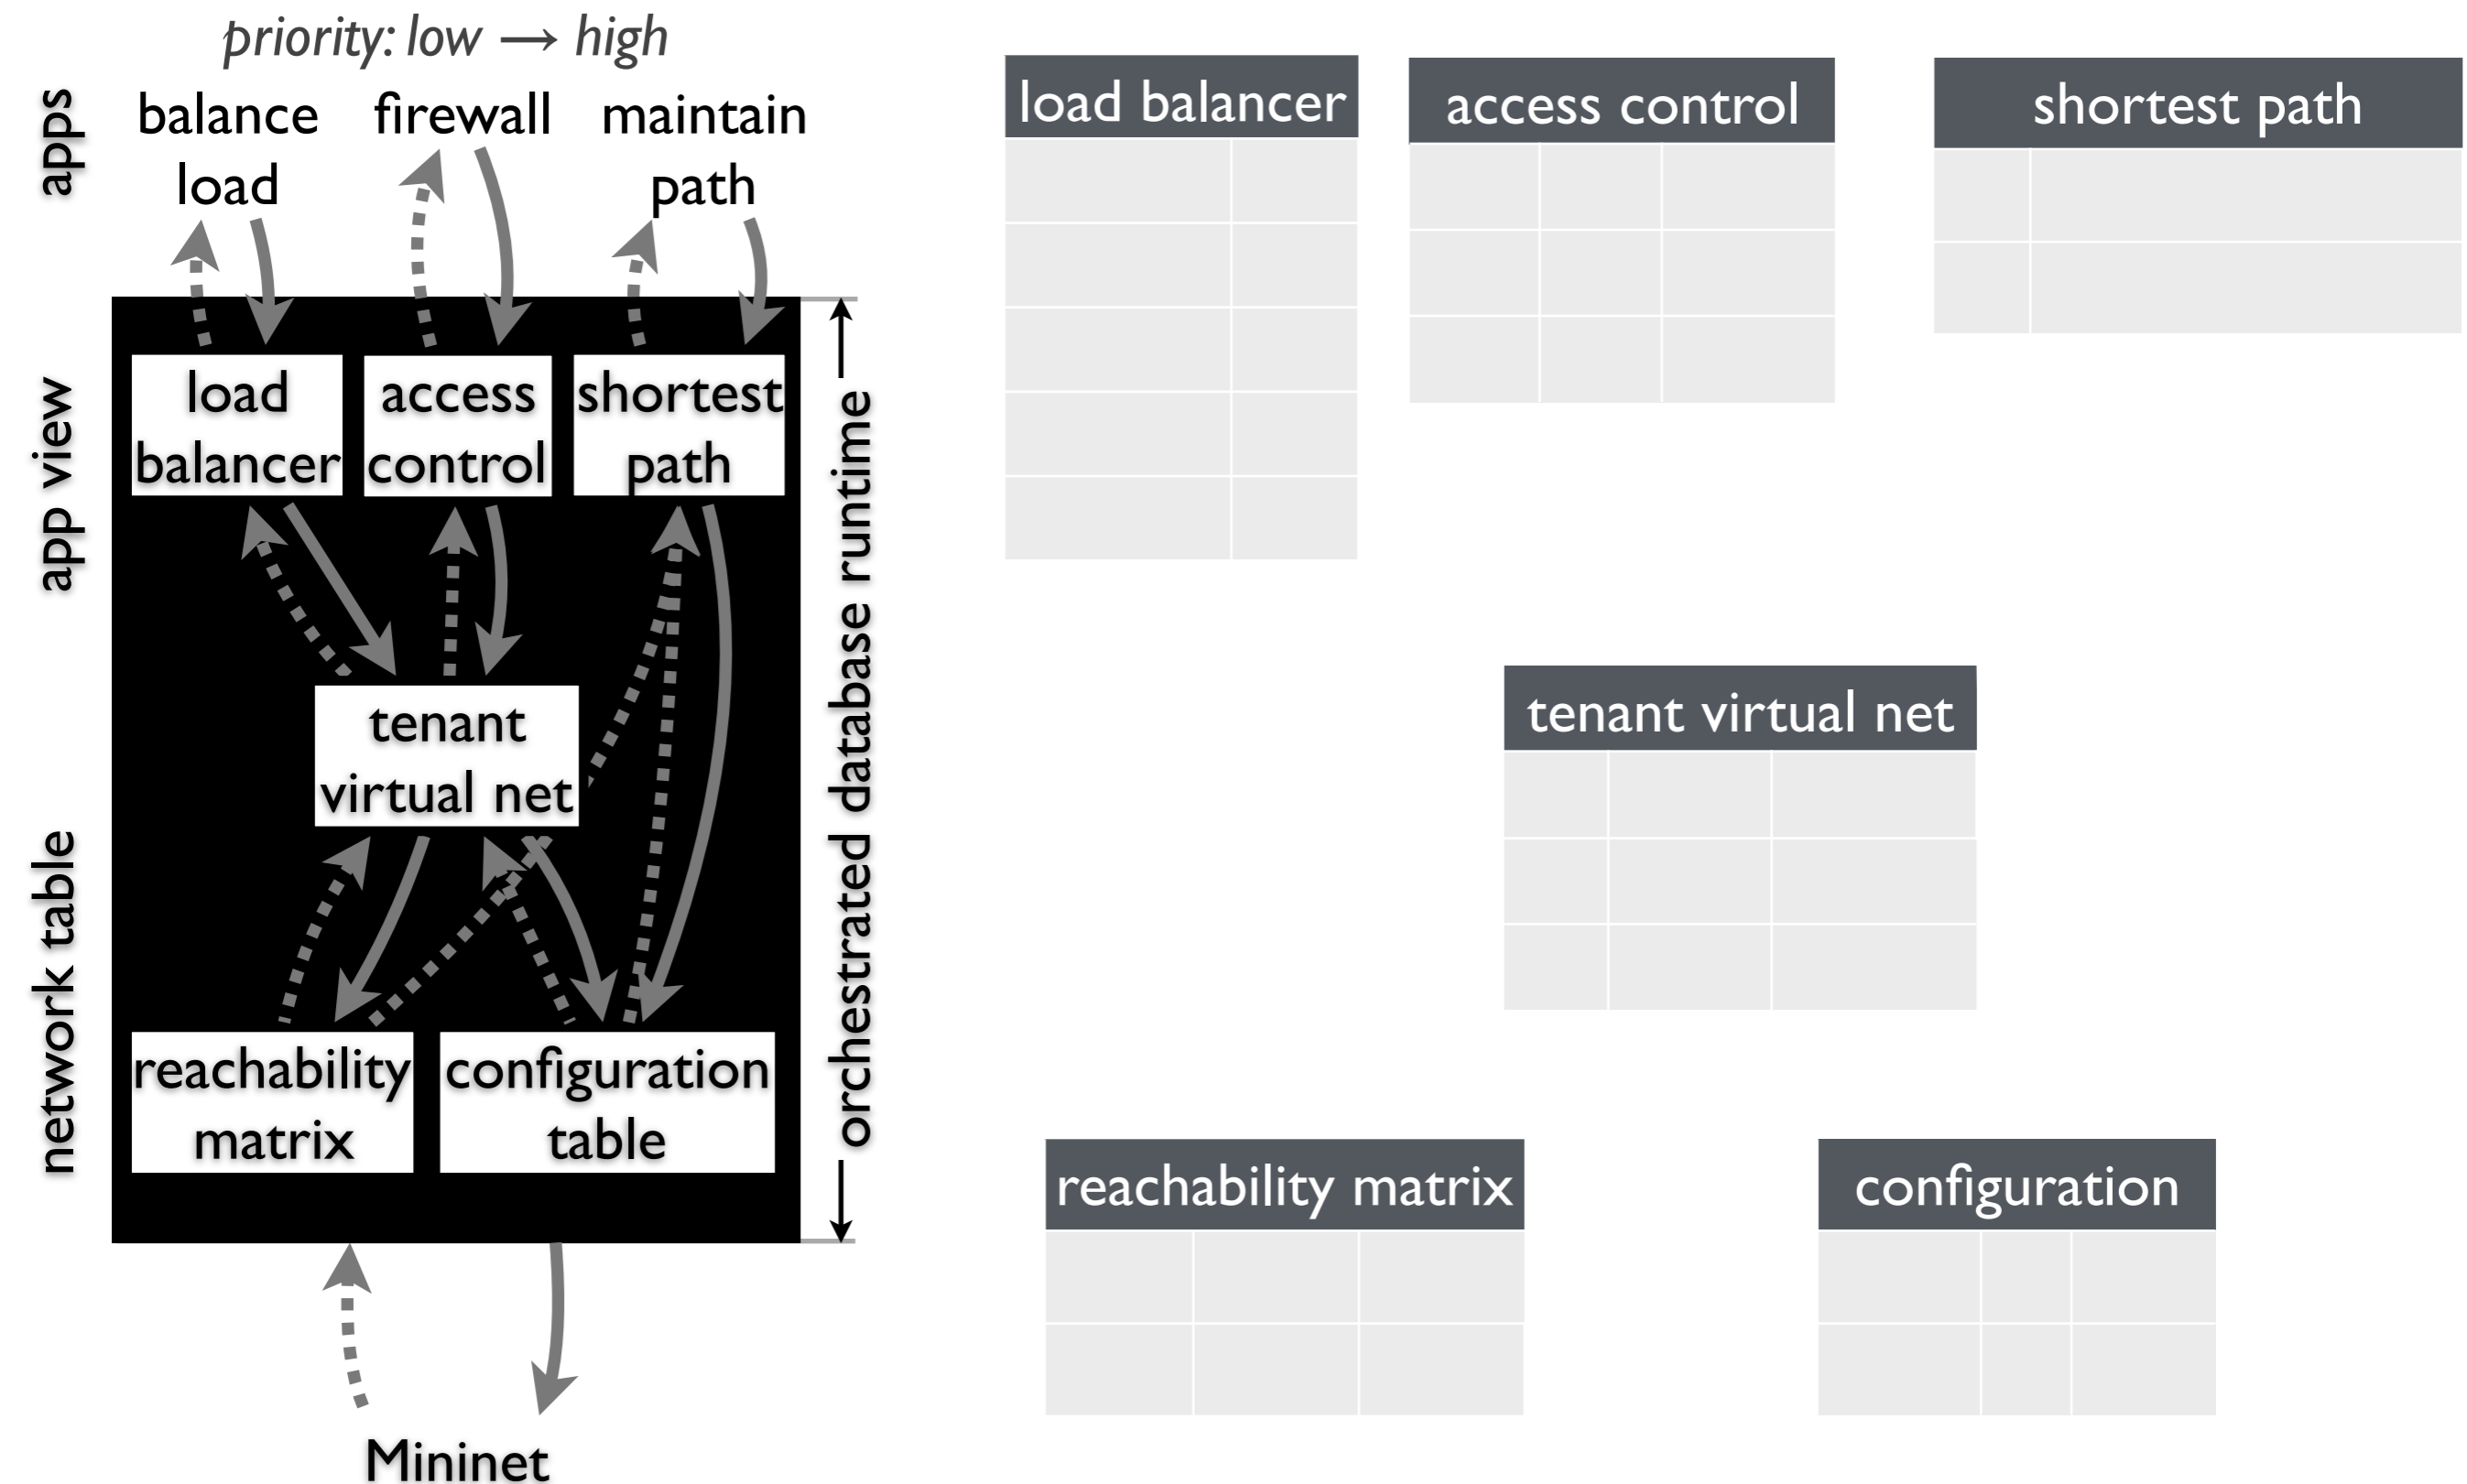 priority: low → high
apps
balance
load
firewall
maintain
path
app view
load
balancer
access
control
shortest
path
orchestrated database runtime
tenant
virtual net
network table
reachability
matrix
configuration
table
Mininet
load balancer
access control
shortest path
tenant virtual net
reachability matrix
configuration